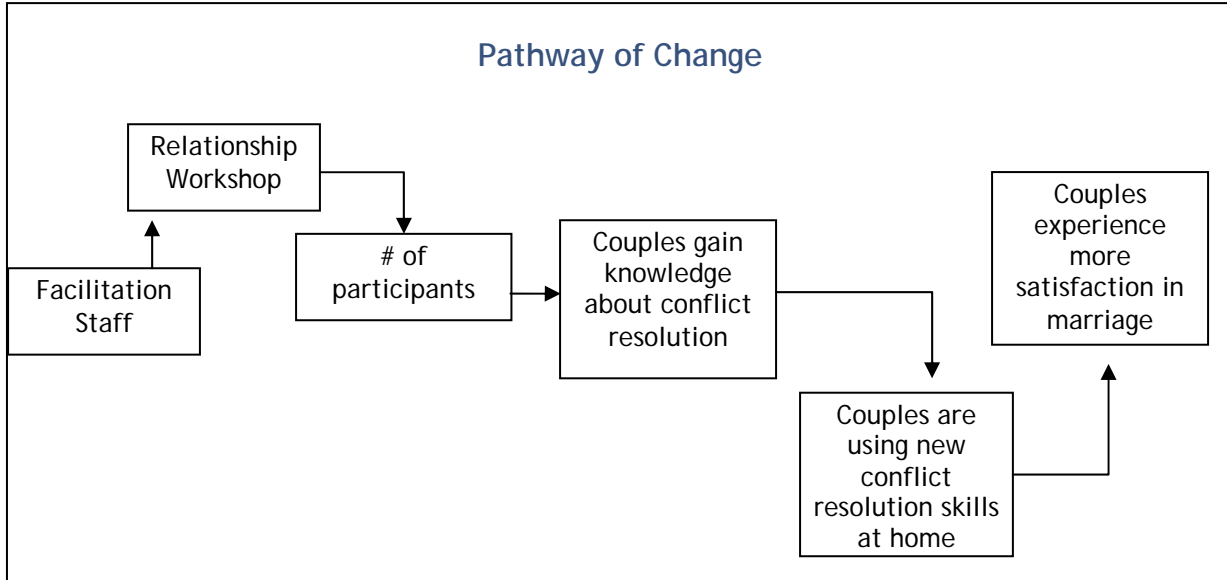 Pathway of Change
Relationship
Workshop
Facilitation
Staff
# of
participants
Couples gain
knowledge
about conflict
resolution
Couples are
using new
conflict
resolution skills
at home
Couples
experience
more
satisfaction in
marriage